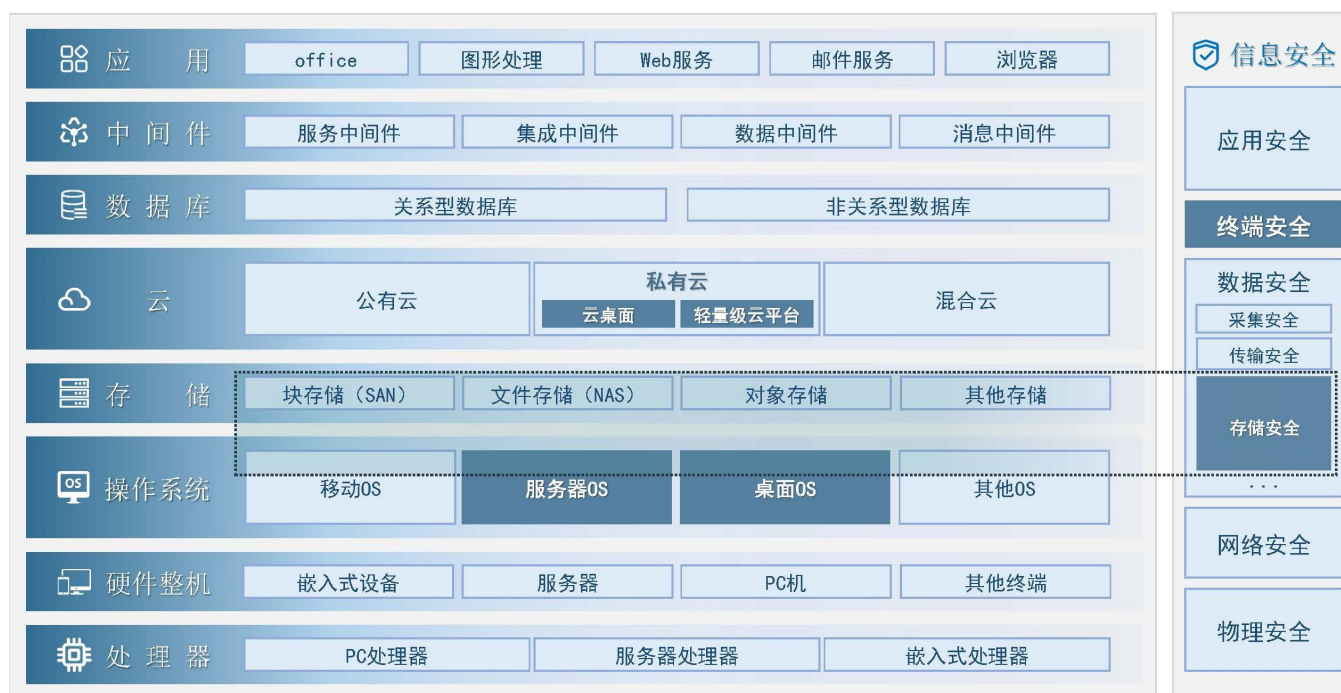 应用
office
图形处理
Web服务
邮件服务
浏览器
中间件
服务中间件
集成中间件
数据中间件
消息中间件
数据库
关系型数据库
非关系型数据库
云
公有云
私有云
云桌面
轻量级云平台
混合云
存储
块存储（SAN）
文件存储（NAS）
对象存储
其他存储
OS
操作系统
移动OS
服务器OS
桌面OS
其他OS
硬件整机
嵌入式设备
服务器
PC机
其他终端
处理器
PC处理器
服务器处理器
嵌入式处理器
信息安全
应用安全
终端安全
数据安全
采集安全
传输安全
存储安全
...
网络安全
物理安全